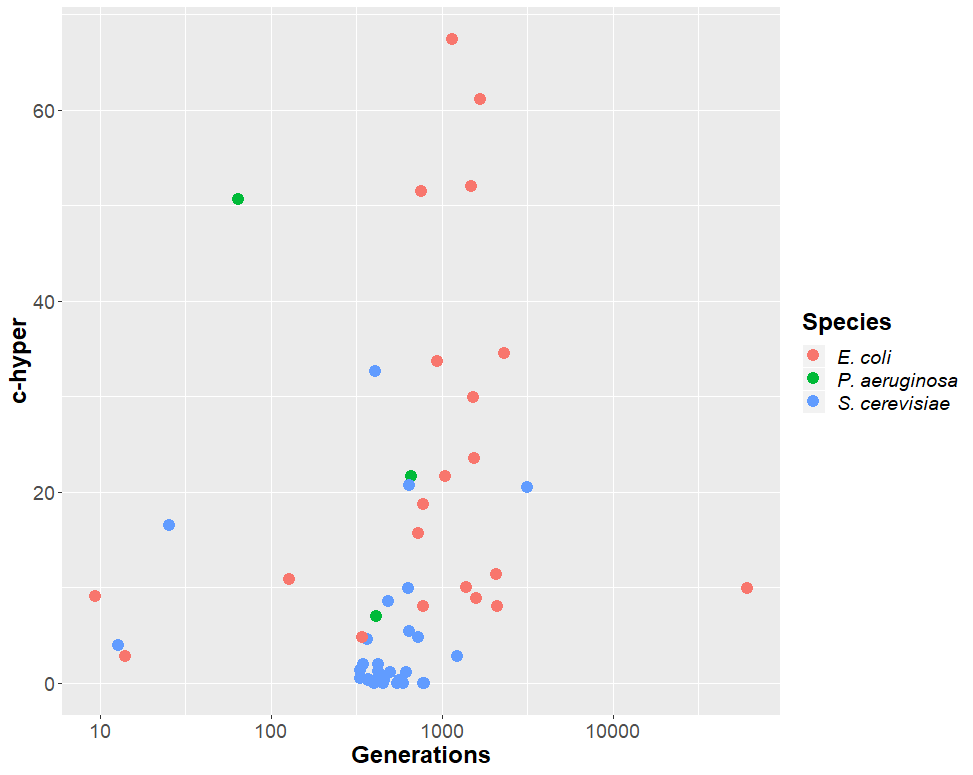 60
40
20
0
c-hyper
10
100
1000
10000
Generations
Species
E. coli
P. aeruginosa
S. cerevisiae